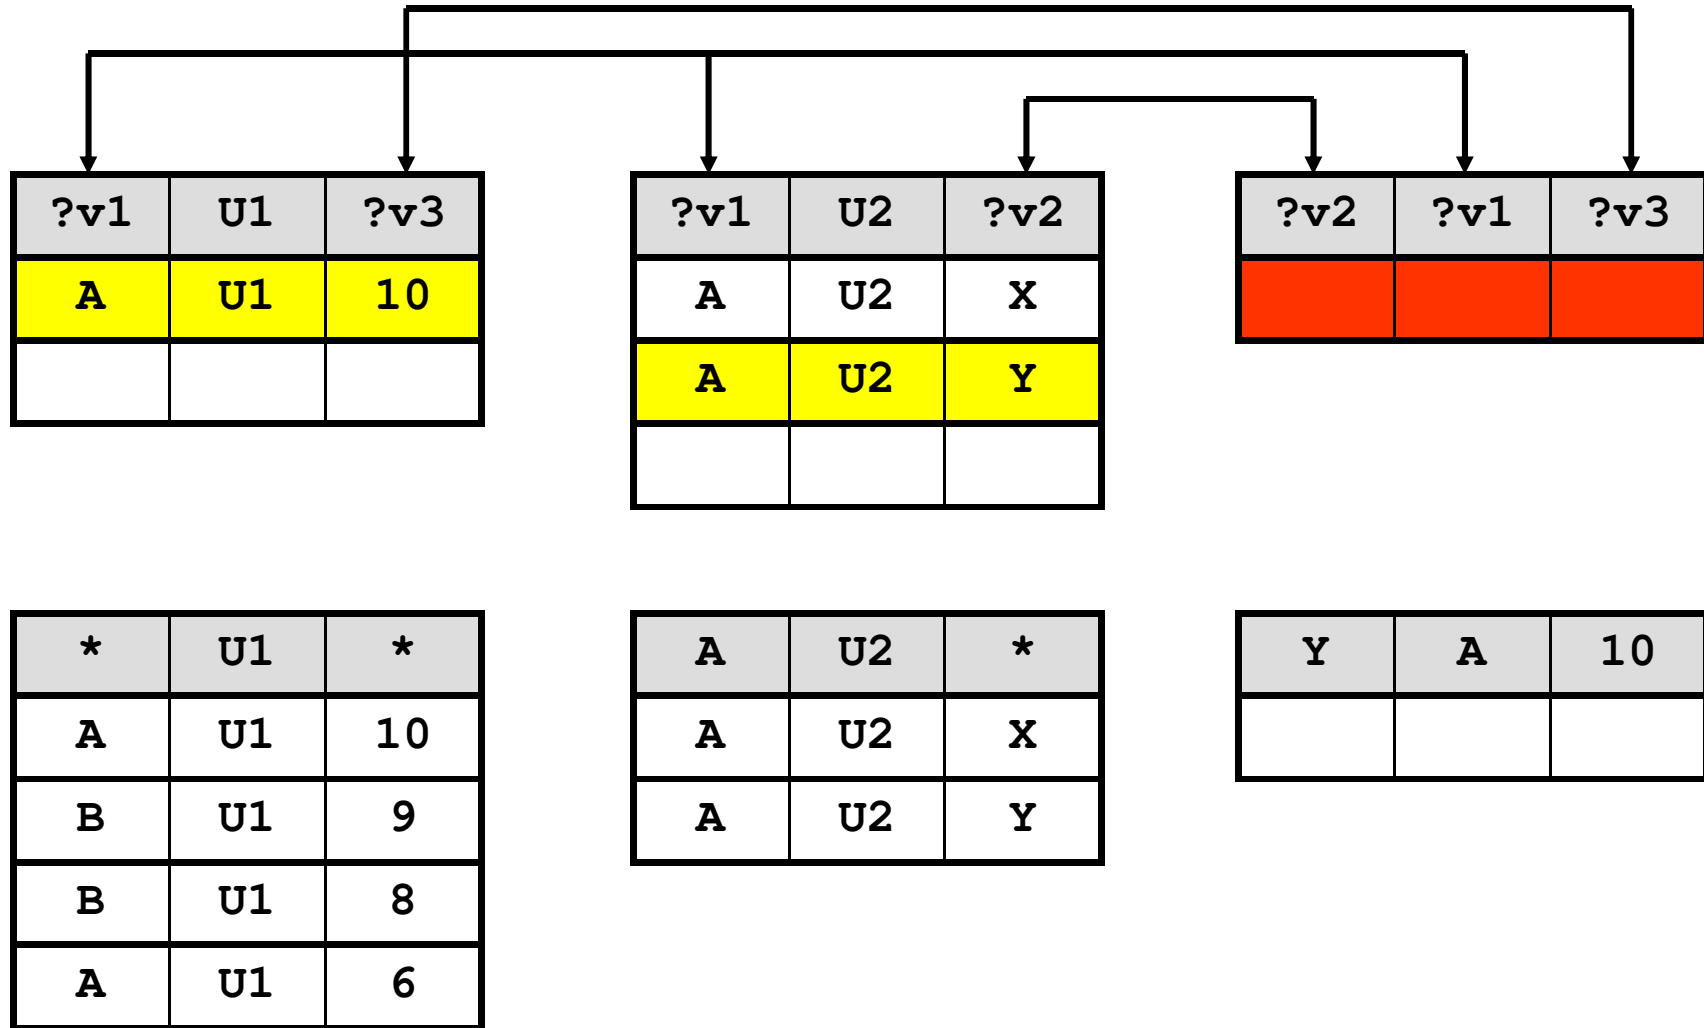 ?v1 U1 ?v3 ?v1 U2 ?v2 ?v2 ?v1 ?v3
A U1 10 A U2 X
A U2 Y
* U1 * A U2 * Y A 10
A U1 10 A U2 X
B U1 9 A U2 Y
B U1 8
A U1 6